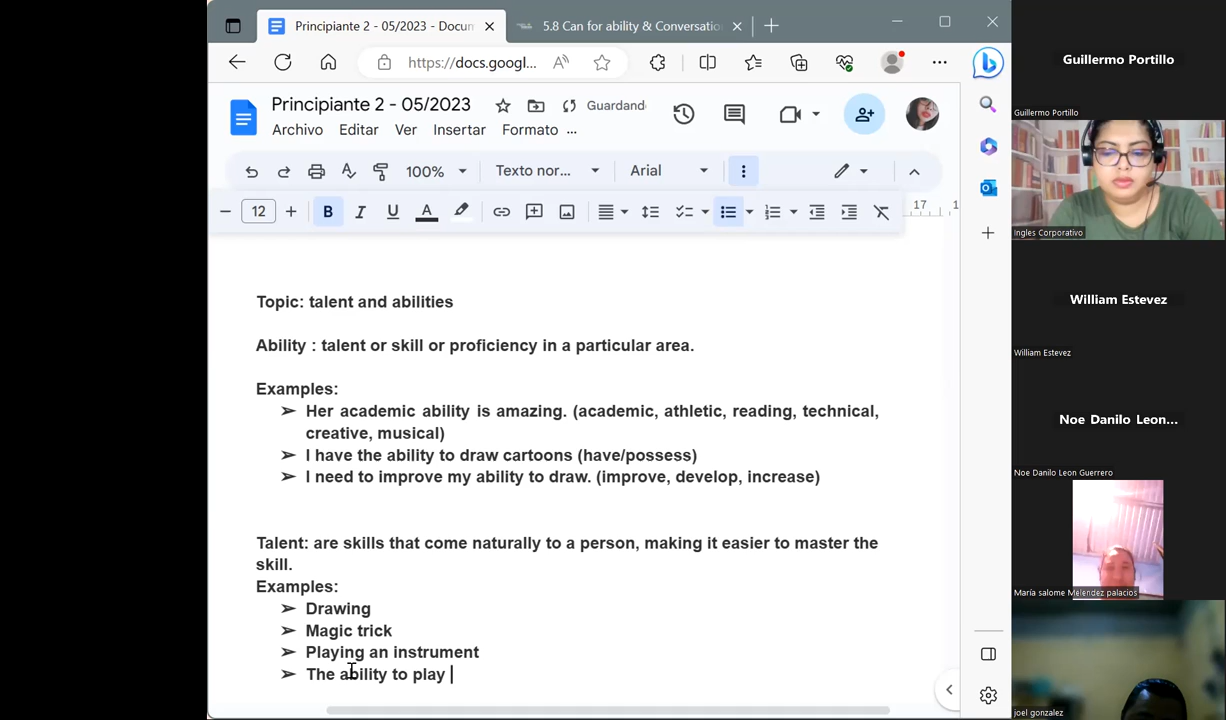 Principiante 2 - 05/2023 - Docum
5.8 Can for ability & Conversatio
https://docs.googl...
Principiante 2 - 05/2023
Guardand
Archivo Editar Ver Insertar Formato ...
100% Texto nor... Arial
12 B I U A 17 1
Topic: talent and abilities
Ability : talent or skill or proficiency in a particular area.
Examples:
➢ Her academic ability is amazing. (academic, athletic, reading, technical,
creative, musical)
➢ I have the ability to draw cartoons (have/possess)
➢ I need to improve my ability to draw. (improve, develop, increase)
Talent: are skills that come naturally to a person, making it easier to master the
skill.
Examples:
➢ Drawing
➢ Magic trick
➢ Playing an instrument
➢ The ability to play
Guillermo Portillo
Guillermo Portillo
Ingles Corporativo
William Estevez
William Estevez
Noe Danilo Leon...
Noe Danilo Leon Guerrero
María salome Melendez palacios
joel gonzalez